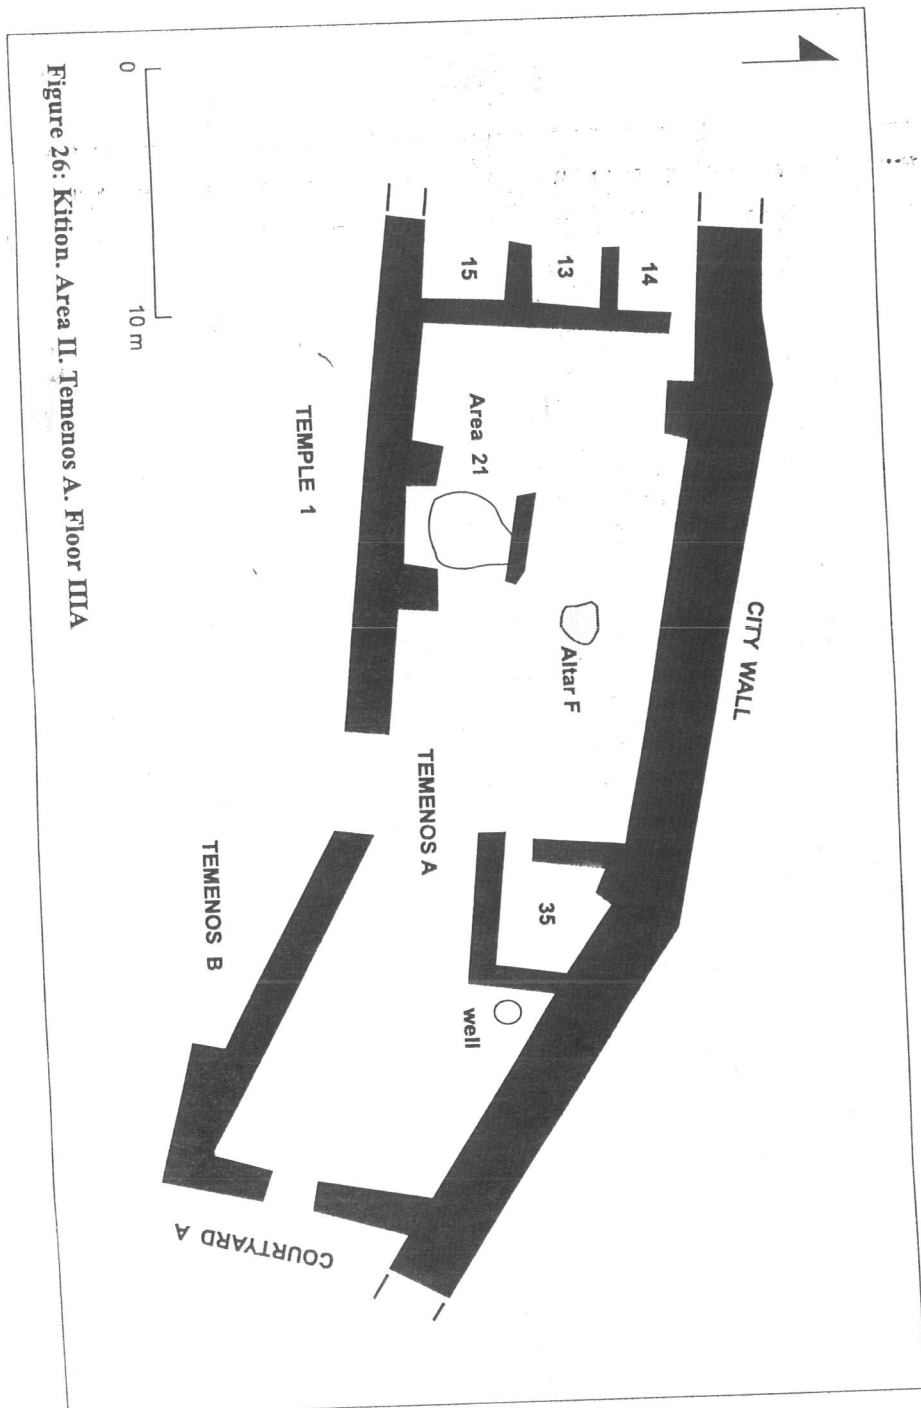 14
13
15
CITY WALL
Area 21
Altar F
TEMPLE 1
TEMENOS A
35
well
TEMENOS B
COURTYARD A
0
10 m
Figure 26: Kition. Area II. Temenos A. Floor IIIA